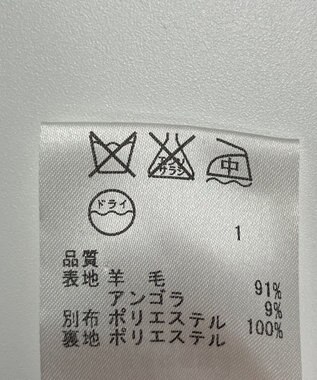 エンソ
サラシ
中
ドライ
1
品質
表地 羊 毛 91%
アンゴラ 9%
別布 ポリエステル 100%
裏地 ポリエステル